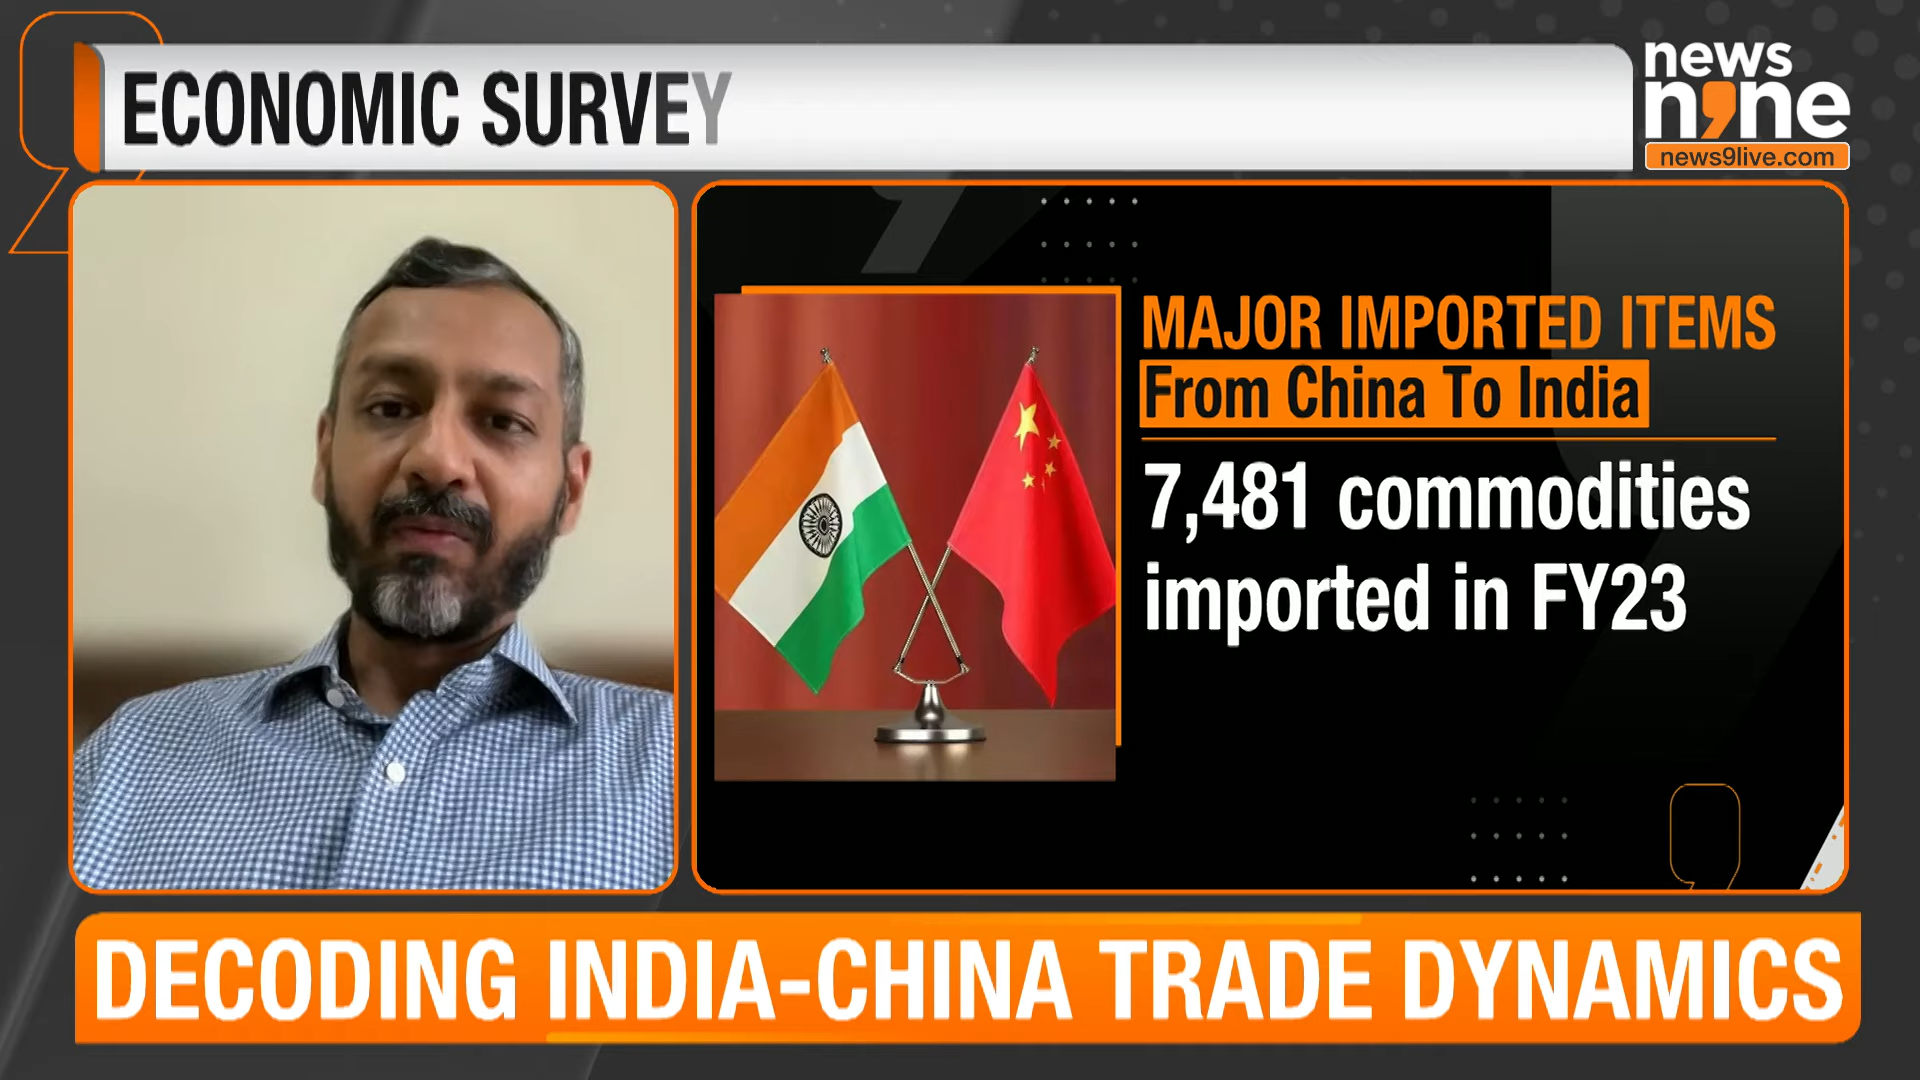 ECONOMIC SURVEY
news
n9ne
news9live.com
MAJOR IMPORTED ITEMS
From China To India
7,481 commodities
imported in FY23
DECODING INDIA-CHINA TRADE DYNAMICS